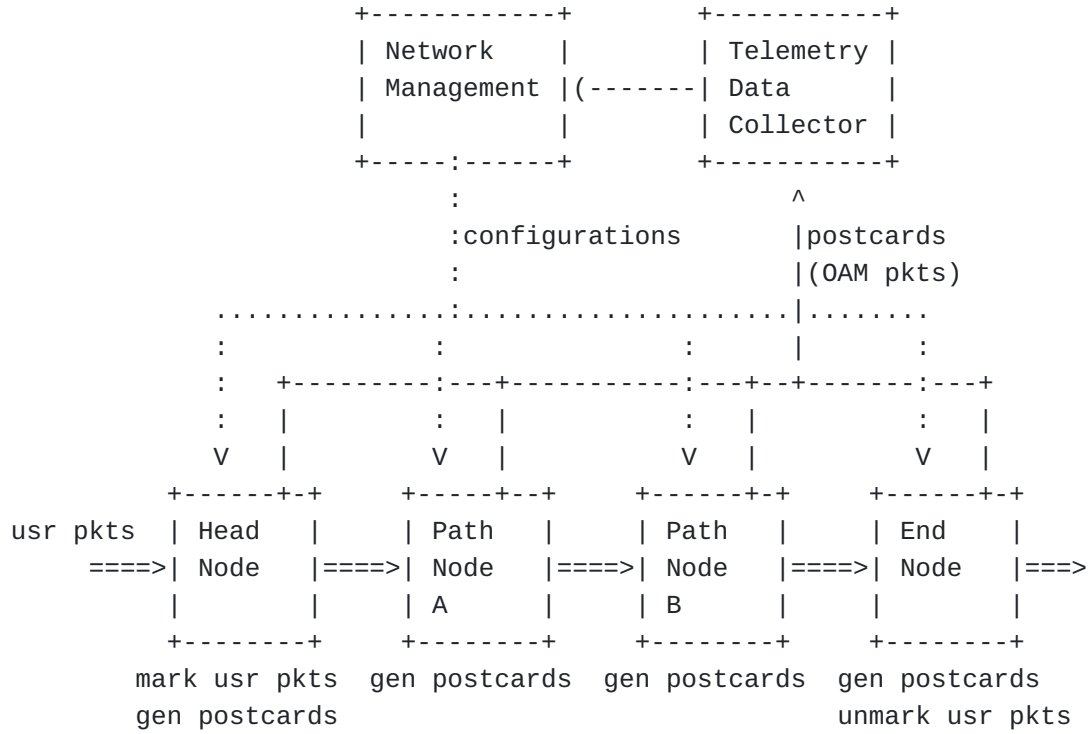 Network Telemetry
Management Data
Collector
configurations postcards
(OAM pkts)
V V V V
usr pkts Head Path Path End
Node Node Node Node
A B
mark usr pkts gen postcards gen postcards gen postcards
gen postcards unmark usr pkts